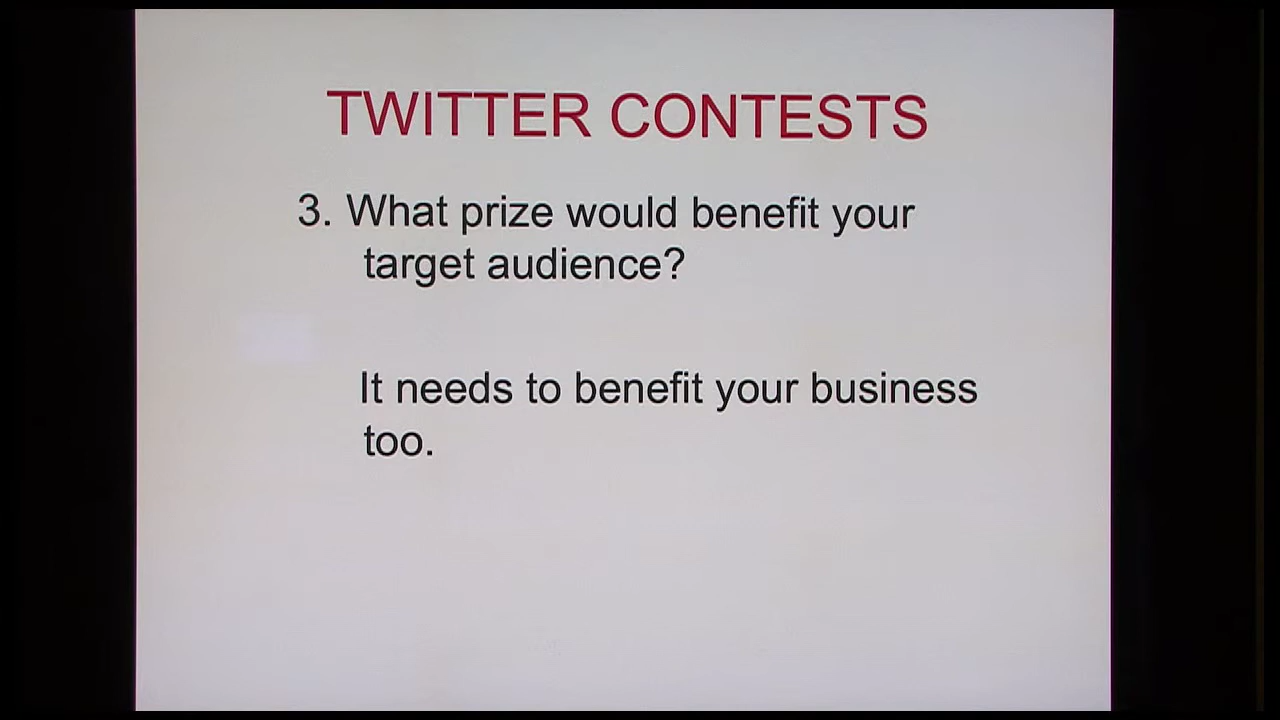 TWITTER CONTESTS
3. What prize would benefit your
target audience?
It needs to benefit your business
too.